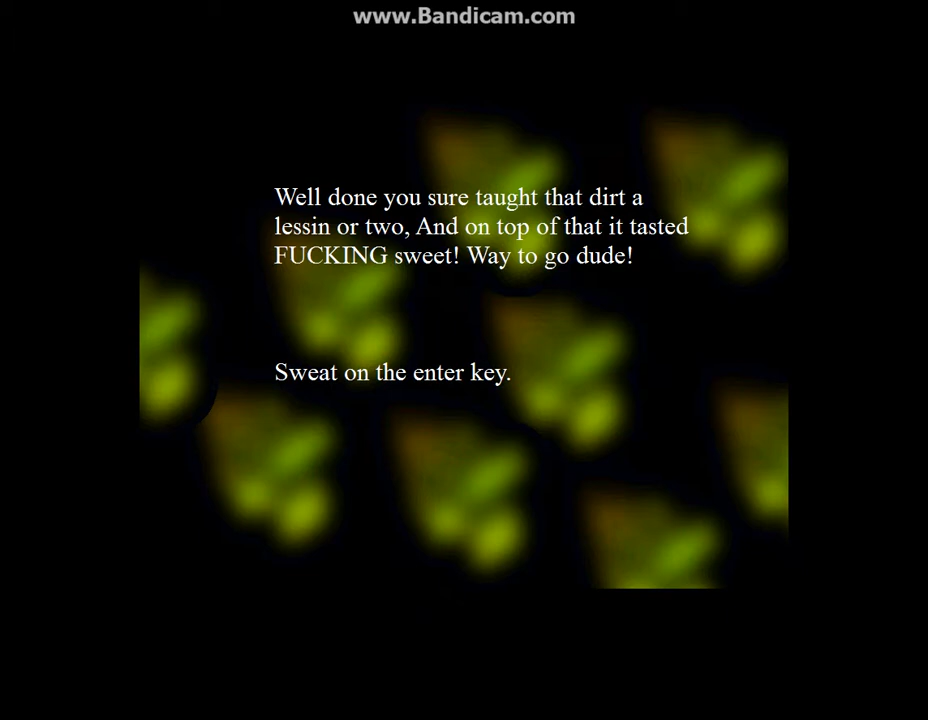 www.Bandicam.com
Well done you sure taught that dirt a
lessin or two, And on top of that it tasted
FUCKING sweet! Way to go dude!
Sweat on the enter key.